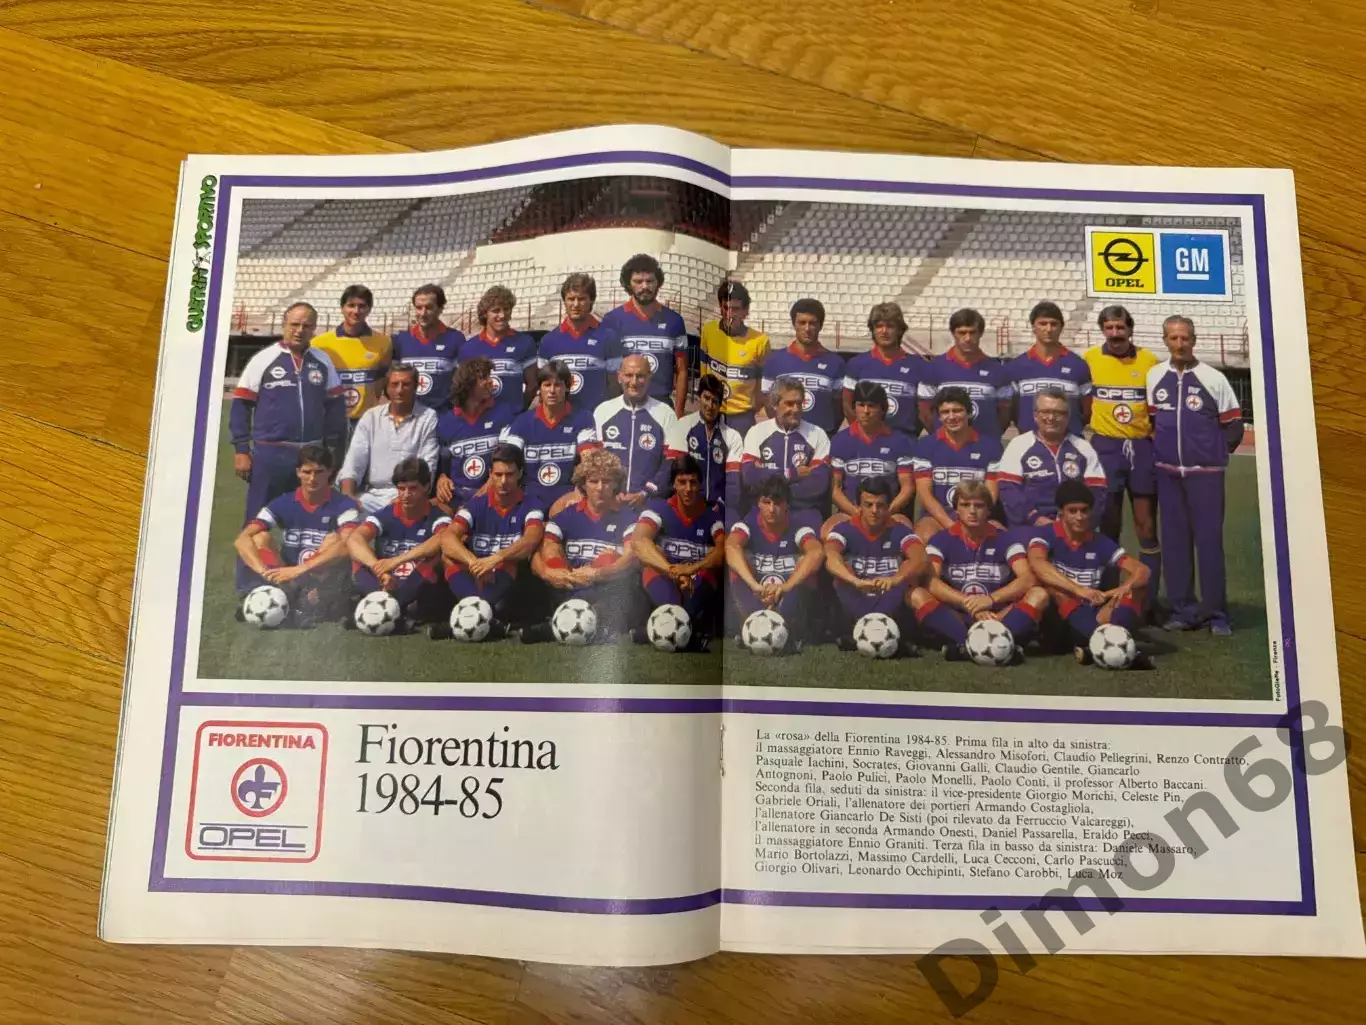 GUERIN SPORTIVO
OPEL
GM
FotoGielle - Firenze
FIORENTINA
OPEL
Fiorentina
1984-85
La «rosa» della Fiorentina 1984-85. Prima fila in alto da sinistra:
il massaggiatore Ennio Raveggi, Alessandro Misofori, Claudio Pellegrini, Renzo Contratto,
Pasquale Iachini, Socrates, Giovanni Galli, Claudio Gentile, Giancarlo
Antognoni, Paolo Pulici, Paolo Monelli, Paolo Conti, il professor Alberto Baccani.
Seconda fila, seduti da sinistra: il vice-presidente Giorgio Morichi, Celeste Pin,
Gabriele Oriali, l'allenatore dei portieri Armando Costagliola,
l'allenatore Giancarlo De Sisti (poi rilevato da Ferruccio Valcareggi),
l'allenatore in seconda Armando Onesti, Daniel Passarella, Eraldo Pecci,
il massaggiatore Ennio Graniti. Terza fila in basso da sinistra: Daniele Massaro,
Mario Bortolazzi, Massimo Cardelli, Luca Cecconi, Carlo Pascucci,
Giorgio Olivari, Leonardo Occhipinti, Stefano Carobbi, Luca Moz
Dimon68